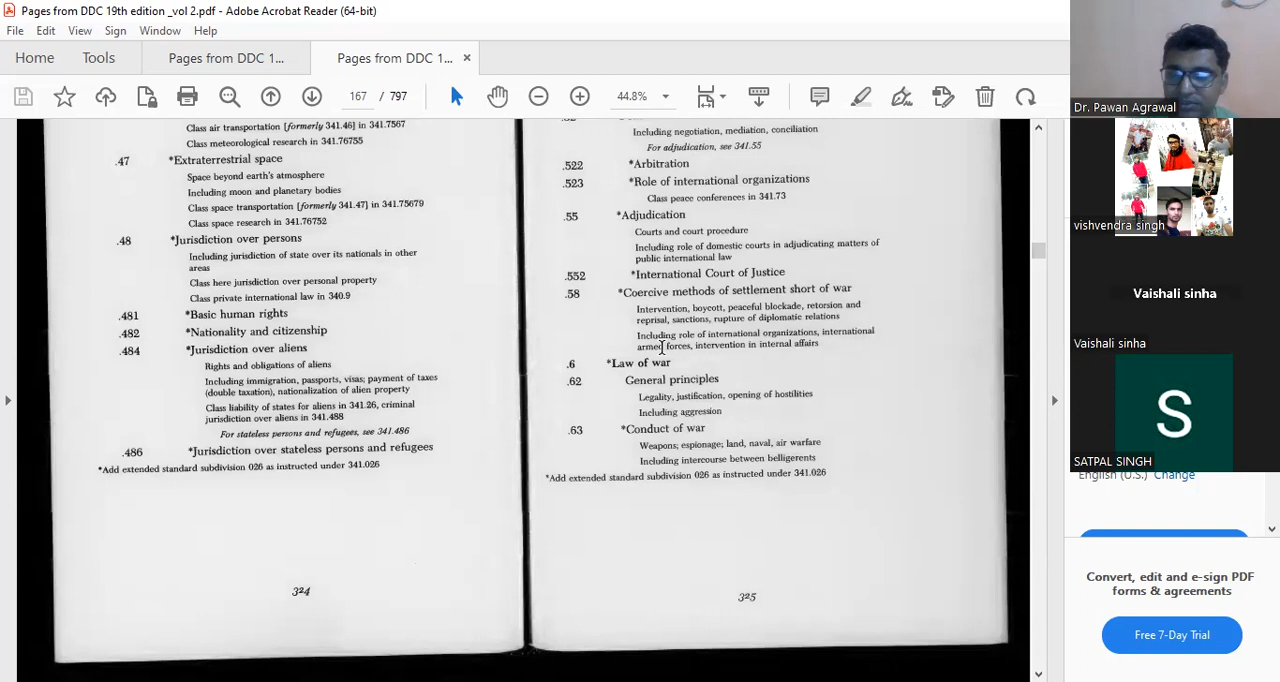 Pages from DDC 19th edition _vol 2.pdf - Adobe Acrobat Reader (64-bit)
File Edit View Sign Window Help
Home Tools Pages from DDC 1... Pages from DDC 1... ×
167 / 797 44.8%
Class air transportation [formerly 341.46] in 341.7567
Class meteorological research in 341.76755
.47 *Extraterrestrial space
Space beyond earth's atmosphere
Including moon and planetary bodies
Class space transportation [formerly 341.47] in 341.75679
Class space research in 341.76752
.48 *Jurisdiction over persons
Including jurisdiction of state over its nationals in other
areas
Class here jurisdiction over personal property
Class private international law in 340.9
.481 *Basic human rights
.482 *Nationality and citizenship
.484 *Jurisdiction over aliens
Rights and obligations of aliens
Including immigration, passports, visas; payment of taxes
(double taxation), nationalization of alien property
Class liability of states for aliens in 341.26, criminal
jurisdiction over aliens in 341.488
For stateless persons and refugees, see 341.486
.486 *Jurisdiction over stateless persons and refugees
*Add extended standard subdivision 026 as instructed under 341.026
324
Including negotiation, mediation, conciliation
For adjudication, see 341.55
.522 *Arbitration
.523 *Role of international organizations
Class peace conferences in 341.73
.55 *Adjudication
Courts and court procedure
Including role of domestic courts in adjudicating matters of
public international law
.552 *International Court of Justice
.58 *Coercive methods of settlement short of war
Intervention, boycott, peaceful blockade, retorsion and
reprisal, sanctions, rupture of diplomatic relations
Including role of international organizations, international
armed forces, intervention in internal affairs
.6 *Law of war
.62 General principles
Legality, justification, opening of hostilities
Including aggression
.63 *Conduct of war
Weapons; espionage; land, naval, air warfare
Including intercourse between belligerents
*Add extended standard subdivision 026 as instructed under 341.026
325
Dr. Pawan Agrawal
vishvendra singh
Vaishali sinha
Vaishali sinha
S
SATPAL SINGH
English (U.S.) Change
Convert, edit and e-sign PDF
forms & agreements
Free 7-Day Trial